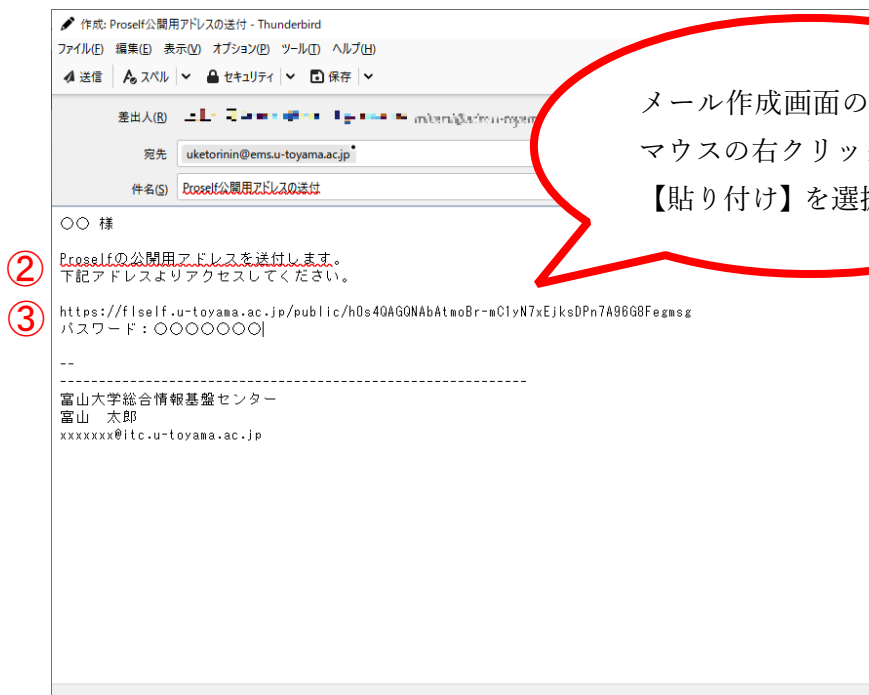 作成: Proself公開用アドレスの送付 - Thunderbird
ファイル(F) 編集(E) 表示(V) オプション(P) ツール(T) ヘルプ(H)
送信 スペル セキュリティ 保存
差出人(R)
宛先 uketorinin@ems.u-toyama.ac.jp
件名(S) Proself公開用アドレスの送付
メール作成画面の
マウスの右クリッ
【貼り付け】を選
〇〇 様
② Proselfの公開用アドレスを送付します。
下記アドレスよりアクセスしてください。
③ https://flself.u-toyama.ac.jp/public/h0s4QAGQNAbAtmoBr-mC1yN7xEjksDPn7A96G8Fegmsg
パスワード：〇〇〇〇〇〇〇
--
------------------------------------------------------------
富山大学総合情報基盤センター
富山　太郎
xxxxxxx@itc.u-toyama.ac.jp